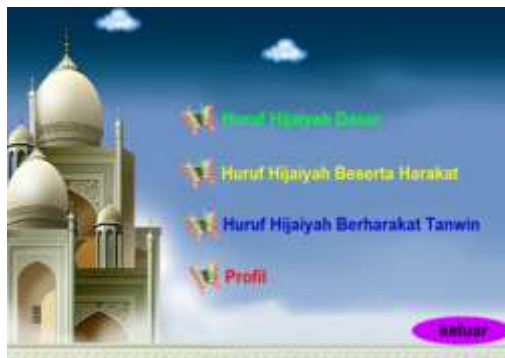 Huruf Hijaiyah Dasar
Huruf Hijaiyah Beserta Harakat
Huruf Hijaiyah Berharakat Tanwin
Profil
keluar